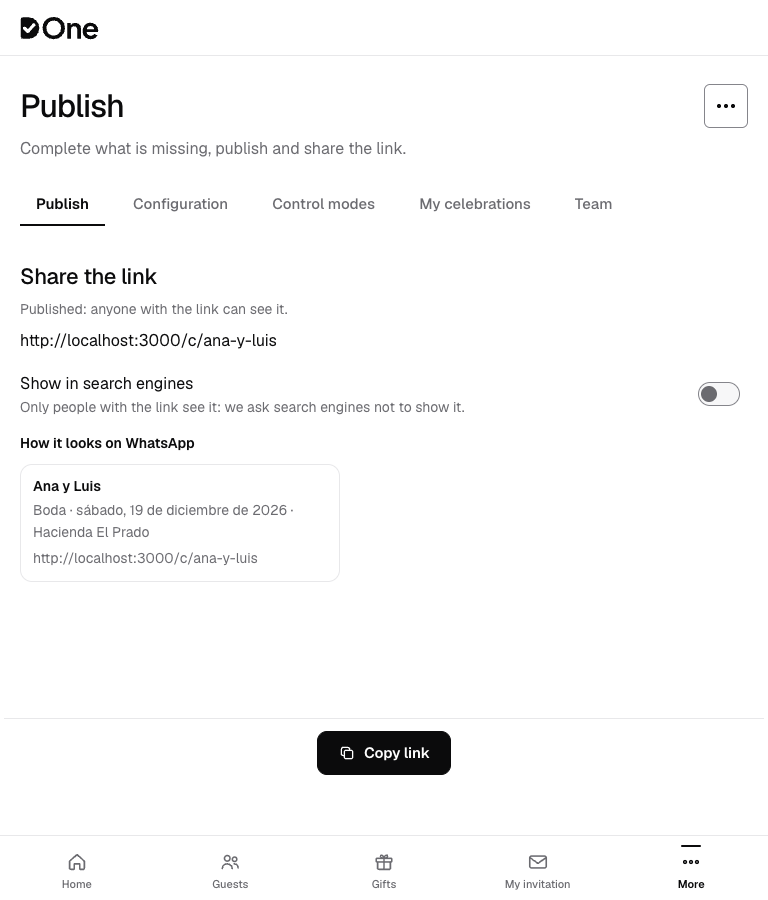 One
Publish
Complete what is missing, publish and share the link.
Publish
Configuration
Control modes
My celebrations
Team
Share the link
Published: anyone with the link can see it.
http://localhost:3000/c/ana-y-luis
Show in search engines
Only people with the link see it: we ask search engines not to show it.
How it looks on WhatsApp
Ana y Luis
Boda · sábado, 19 de diciembre de 2026 ·
Hacienda El Prado
http://localhost:3000/c/ana-y-luis
Copy link
Home
Guests
Gifts
My invitation
More